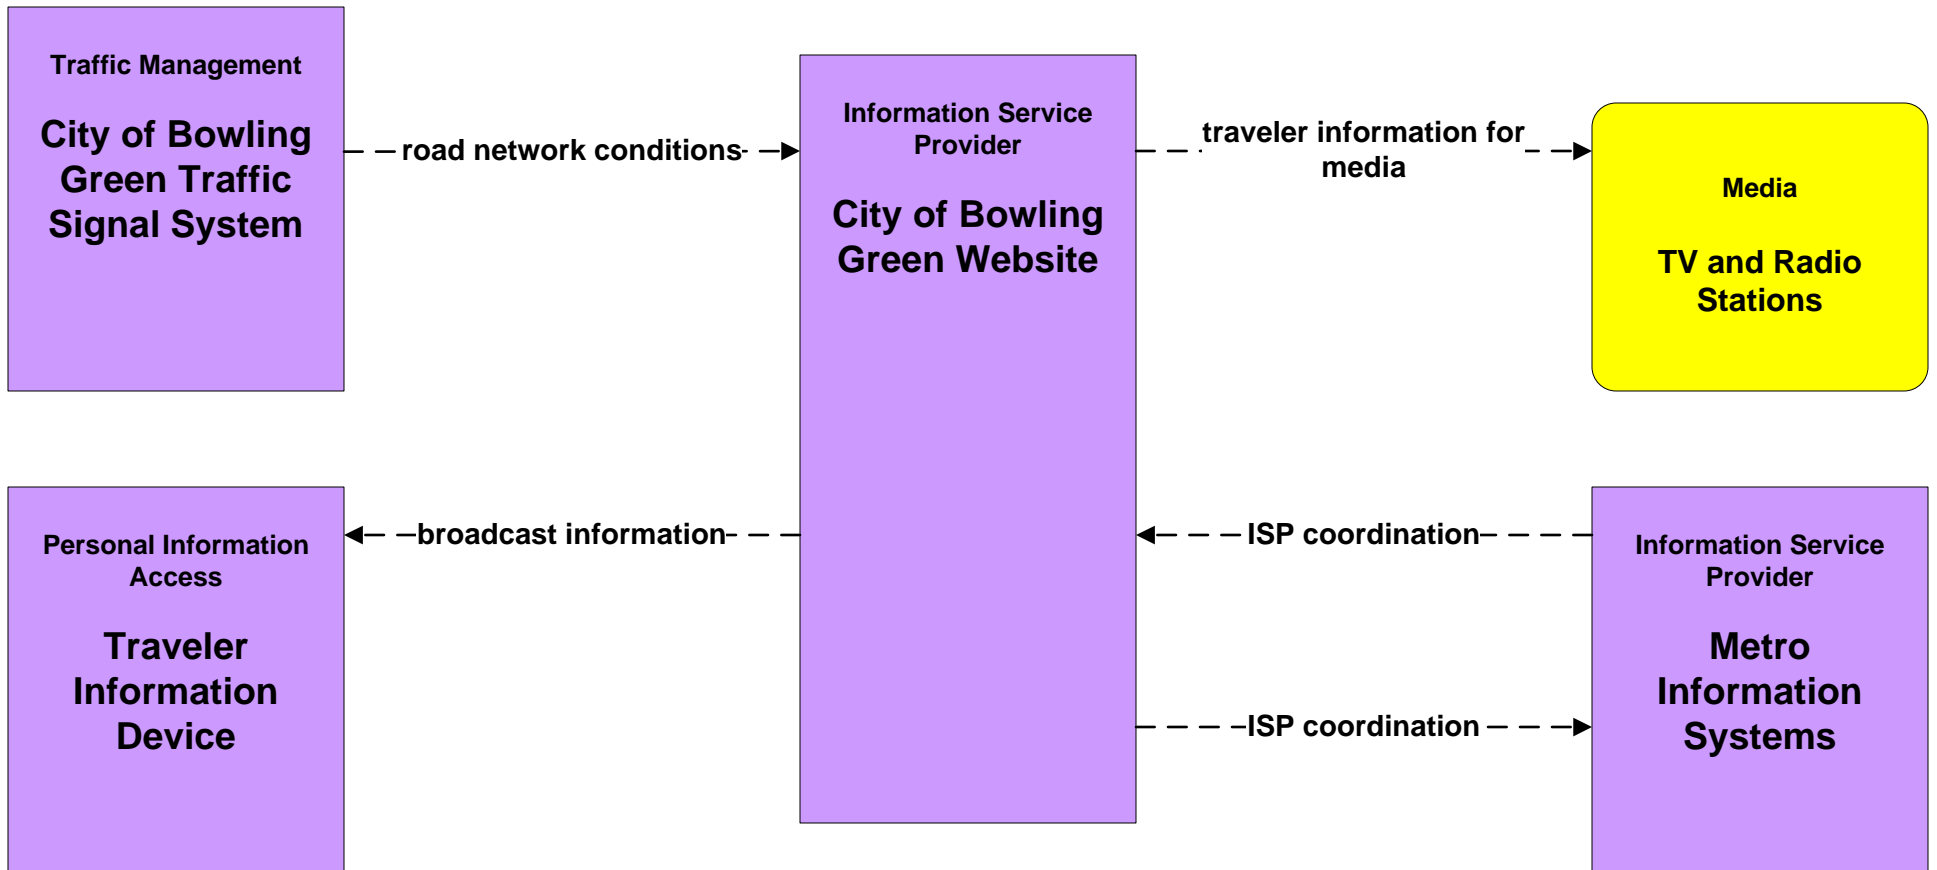 Traffic Management
City of Bowling
Green Traffic
Signal System
road network conditions
Information Service
Provider
City of Bowling
Green Website
traveler information for
media
Media
TV and Radio
Stations
Personal Information
Access
Traveler
Information
Device
broadcast information
ISP coordination
ISP coordination
Information Service
Provider
Metro
Information
Systems